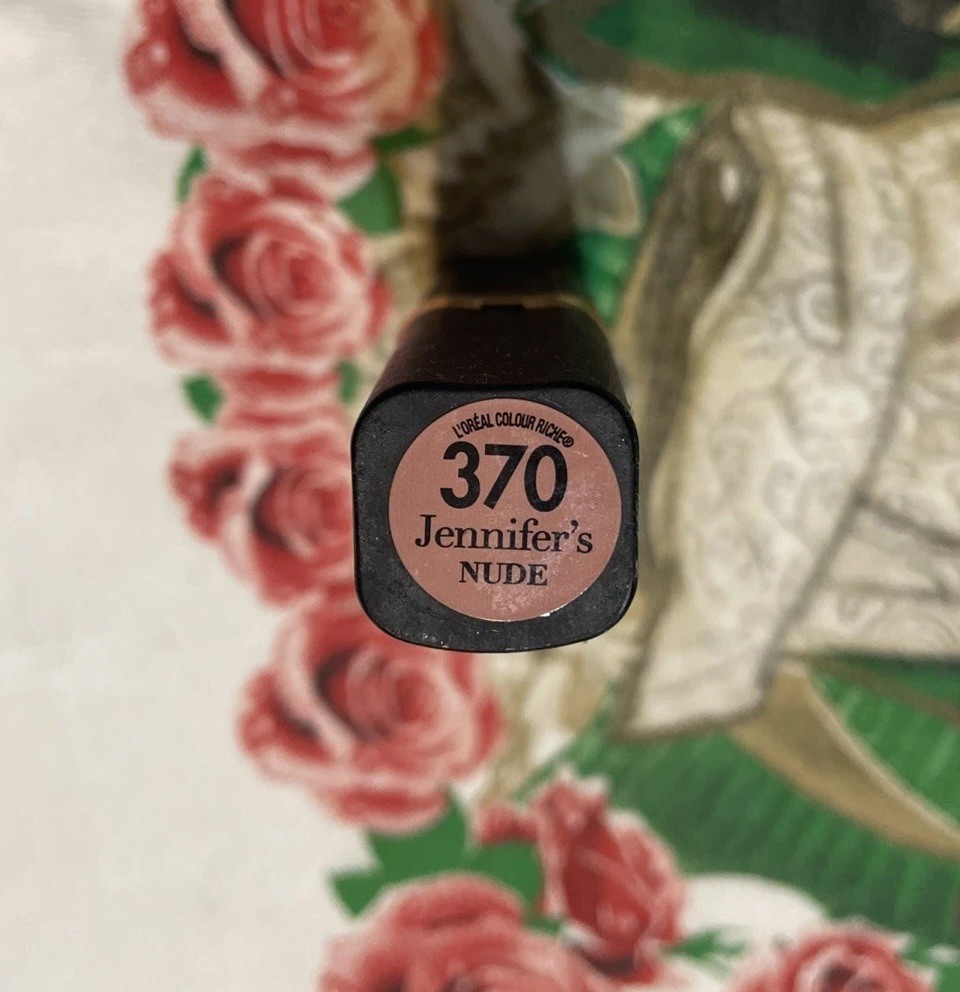 L'ORÉAL COLOUR RICHE®
370
Jennifer's
NUDE